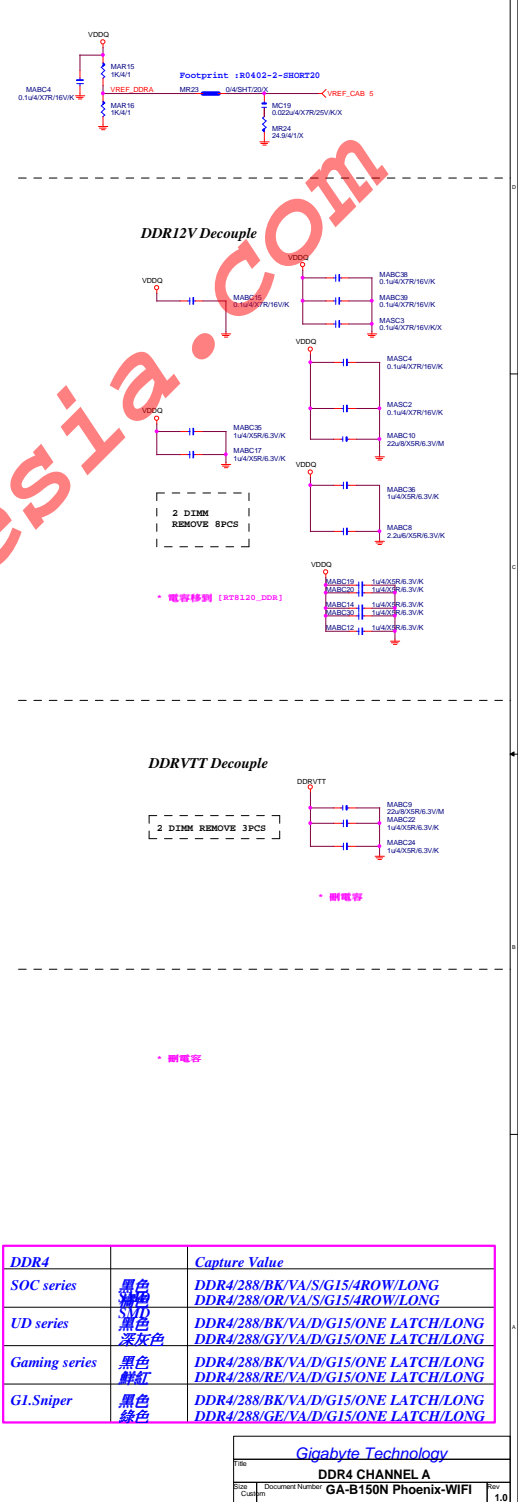 VDDQ
MAR15
1K/4/1
MABC4
0.1u/4/X7R/16V/K
Footprint :R0402-2-SHORT20
VREF_DDRA
MR23
0/4/SHT/20/X
VREF_CAB 5
MAR16
1K/4/1
MC19
0.022u/4/X7R/25V/K/X
MR24
24.9/4/1/X
D
DDR12V Decouple
VDDQ
MABC15
0.1u/4/X7R/16V/K
VDDQ
MABC38
0.1u/4/X7R/16V/K
MABC39
0.1u/4/X7R/16V/K
MASC3
0.1u/4/X7R/16V/K/X
VDDQ
MASC4
0.1u/4/X7R/16V/K
MASC2
0.1u/4/X7R/16V/K
MABC10
22u/8/X5R/6.3V/M
VDDQ
MABC35
1u/4/X5R/6.3V/K
MABC17
1u/4/X5R/6.3V/K
VDDQ
MABC36
1u/4/X5R/6.3V/K
MABC8
2.2u/6/X5R/6.3V/K
2 DIMM
REMOVE 8PCS
C
VDDQ
MABC19 1u/4/X5R/6.3V/K
MABC20 1u/4/X5R/6.3V/K
MABC14 1u/4/X5R/6.3V/K
MABC30 1u/4/X5R/6.3V/K
MABC12 1u/4/X5R/6.3V/K
* 電容移到 [RT8120_DDR]
esia.com
DDRVTT Decouple
DDRVTT
MABC9
22u/8/X5R/6.3V/M
MABC22
1u/4/X5R/6.3V/K
MABC24
1u/4/X5R/6.3V/K
2 DIMM REMOVE 3PCS
* 刪電容
B
* 刪電容
DDR4 Capture Value
SOC series 黑色 DDR4/288/BK/VA/S/G15/4ROW/LONG
DDR4/288/OR/VA/S/G15/4ROW/LONG
SMD
UD series 黑色 DDR4/288/BK/VA/D/G15/ONE LATCH/LONG
深灰色 DDR4/288/GY/VA/D/G15/ONE LATCH/LONG
Gaming series 黑色 DDR4/288/BK/VA/D/G15/ONE LATCH/LONG
鮮紅 DDR4/288/RE/VA/D/G15/ONE LATCH/LONG
G1.Sniper 黑色 DDR4/288/BK/VA/D/G15/ONE LATCH/LONG
綠色 DDR4/288/GE/VA/D/G15/ONE LATCH/LONG
A
Gigabyte Technology
Title
DDR4 CHANNEL A
Size
Custom
Document Number
GA-B150N Phoenix-WIFI
Rev
1.0